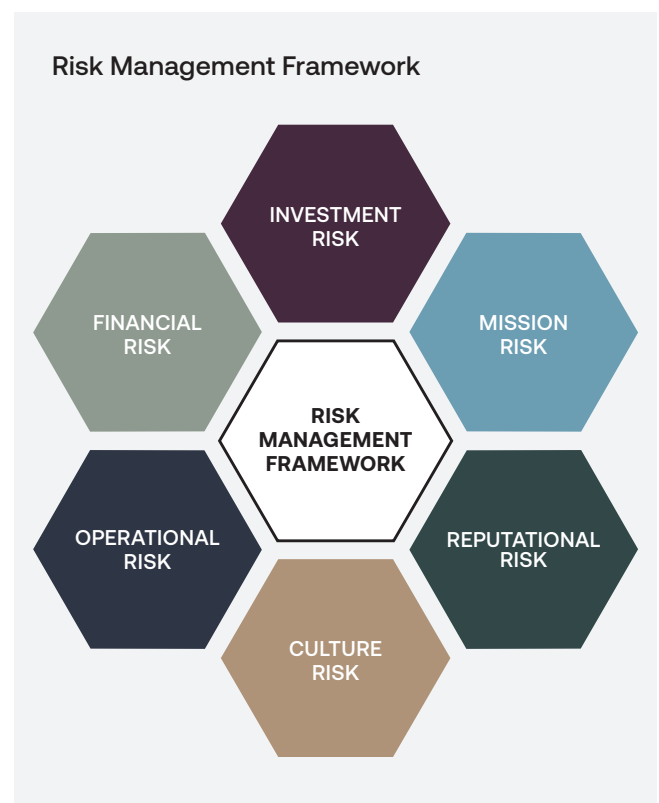 Risk Management Framework
INVESTMENT
RISK
FINANCIAL
RISK
MISSION
RISK
RISK
MANAGEMENT
FRAMEWORK
OPERATIONAL
RISK
REPUTATIONAL
RISK
CULTURE
RISK